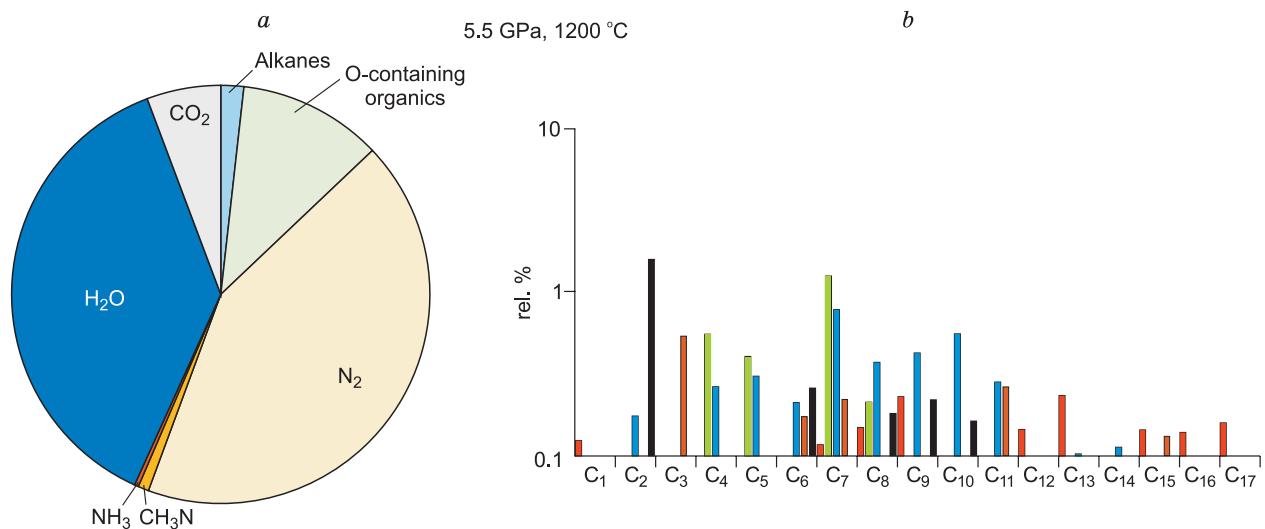 a
5.5 GPa, 1200 °C
b
Alkanes
O-containing
organics
CO₂
H₂O
N₂
NH₃
CH₃N
rel. %
10
1
0.1
C₁ C₂ C₃ C₄ C₅ C₆ C₇ C₈ C₉ C₁₀ C₁₁ C₁₂ C₁₃ C₁₄ C₁₅ C₁₆ C₁₇